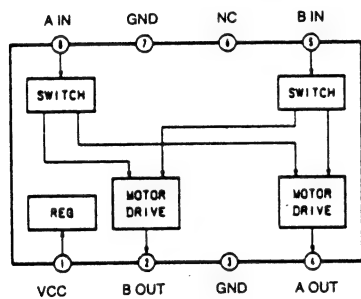 A IN GND NC B IN
8 7 6 5
SWITCH SWITCH
REG MOTOR DRIVE MOTOR DRIVE
1 2 3 4
VCC B OUT GND A OUT